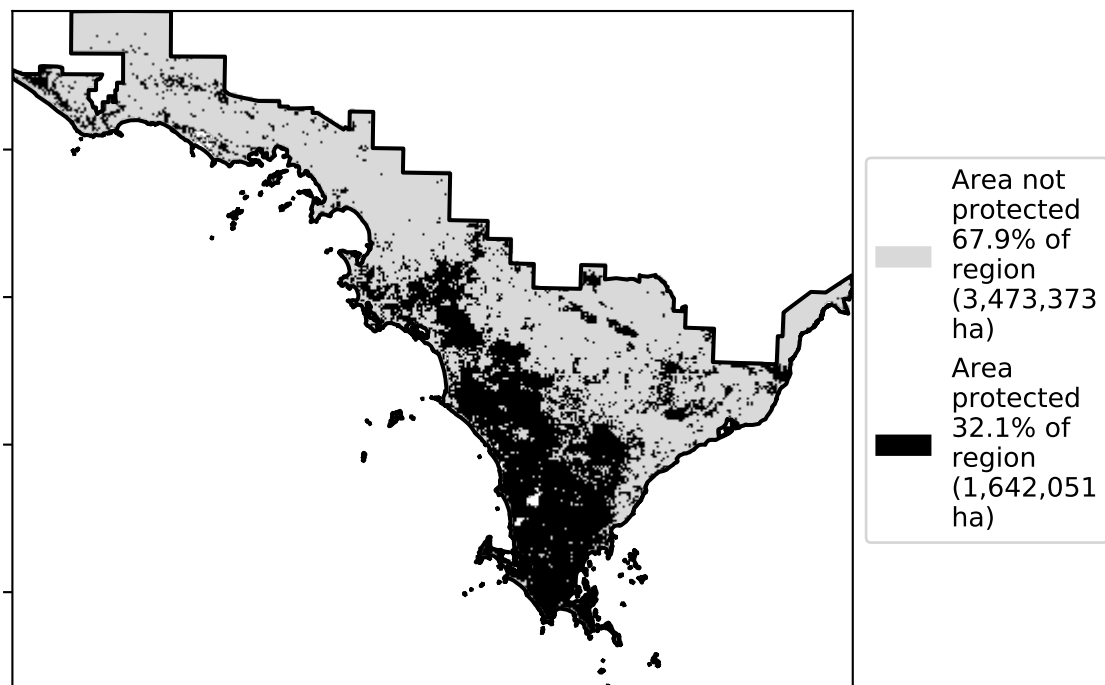 Area not
protected
67.9% of
region
(3,473,373
ha)
Area
protected
32.1% of
region
(1,642,051
ha)